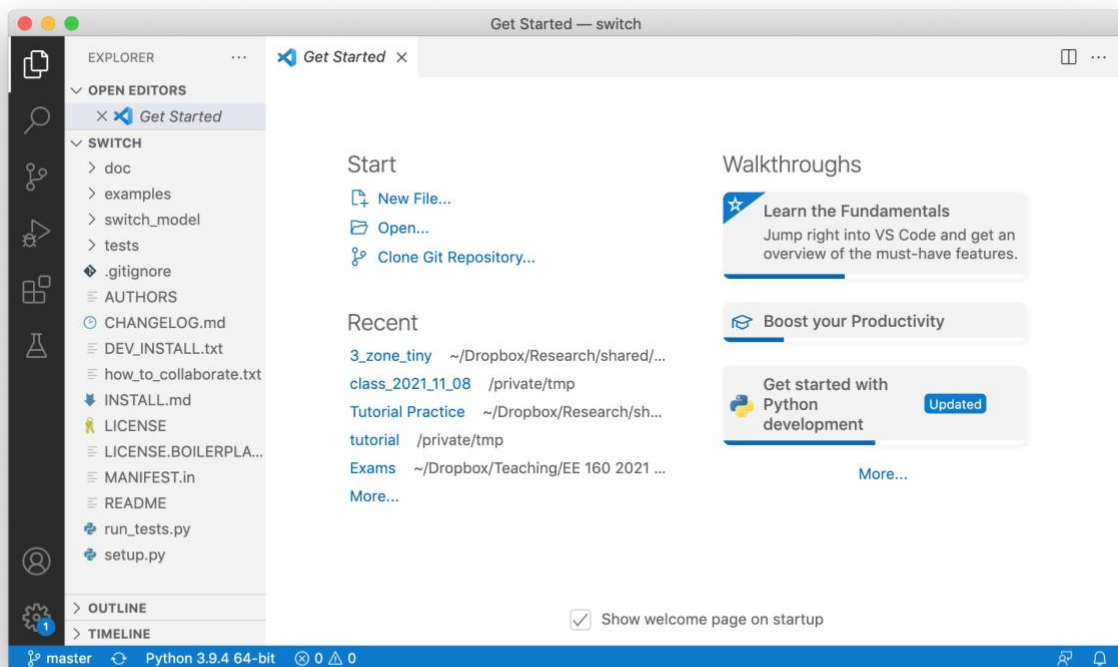 Get Started — switch
EXPLORER
Get Started
OPEN EDITORS
Get Started
SWITCH
doc
examples
switch_model
tests
.gitignore
AUTHORS
CHANGELOG.md
DEV_INSTALL.txt
how_to_collaborate.txt
INSTALL.md
LICENSE
LICENSE.BOILERPLA...
MANIFEST.in
README
run_tests.py
setup.py
OUTLINE
TIMELINE
Start
New File...
Open...
Clone Git Repository...
Recent
3_zone_tiny ~/Dropbox/Research/shared/...
class_2021_11_08 /private/tmp
Tutorial Practice ~/Dropbox/Research/sh...
tutorial /private/tmp
Exams ~/Dropbox/Teaching/EE 160 2021 ...
More...
Walkthroughs
Learn the Fundamentals
Jump right into VS Code and get an
overview of the must-have features.
Boost your Productivity
Get started with
Python
development
Updated
More...
Show welcome page on startup
1
master Python 3.9.4 64-bit 0 0